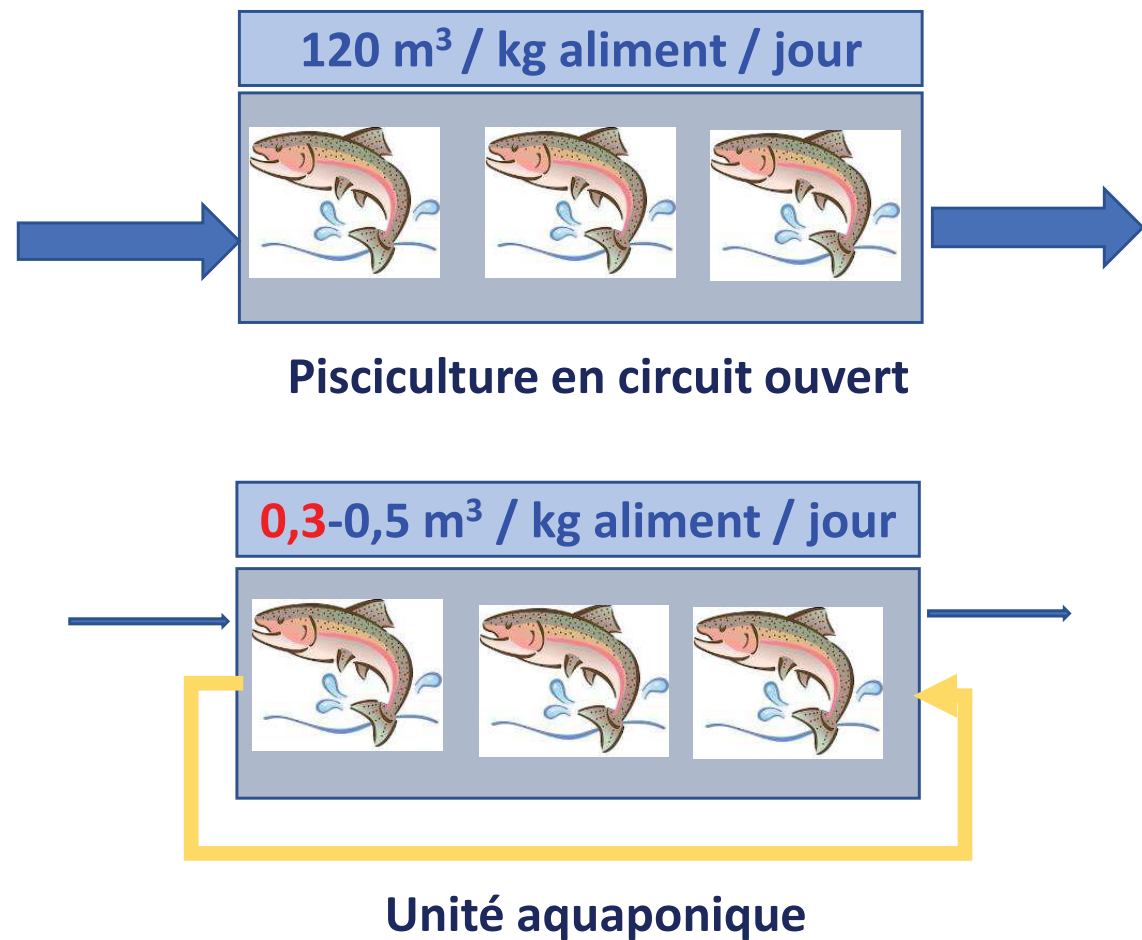 120 m³ / kg aliment / jour
Pisciculture en circuit ouvert
0,3-0,5 m³ / kg aliment / jour
Unité aquaponique